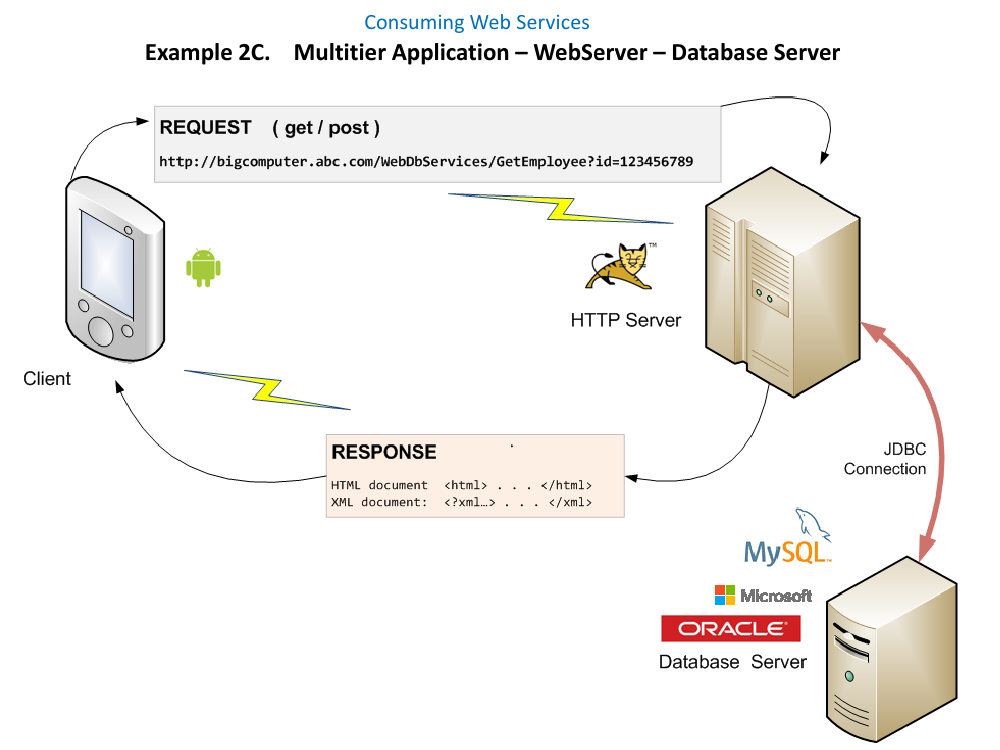 Consuming Web Services
Example 2C. Multitier Application – WebServer – Database Server
REQUEST ( get / post )
http://bigcomputer.abc.com/WebDbServices/GetEmployee?id=123456789
TM
HTTP Server
Client
RESPONSE
HTML document <html> . . . </html>
XML document: <?xml…> . . . </xml>
JDBC
Connection
MySQL™
Microsoft
ORACLE®
Database Server